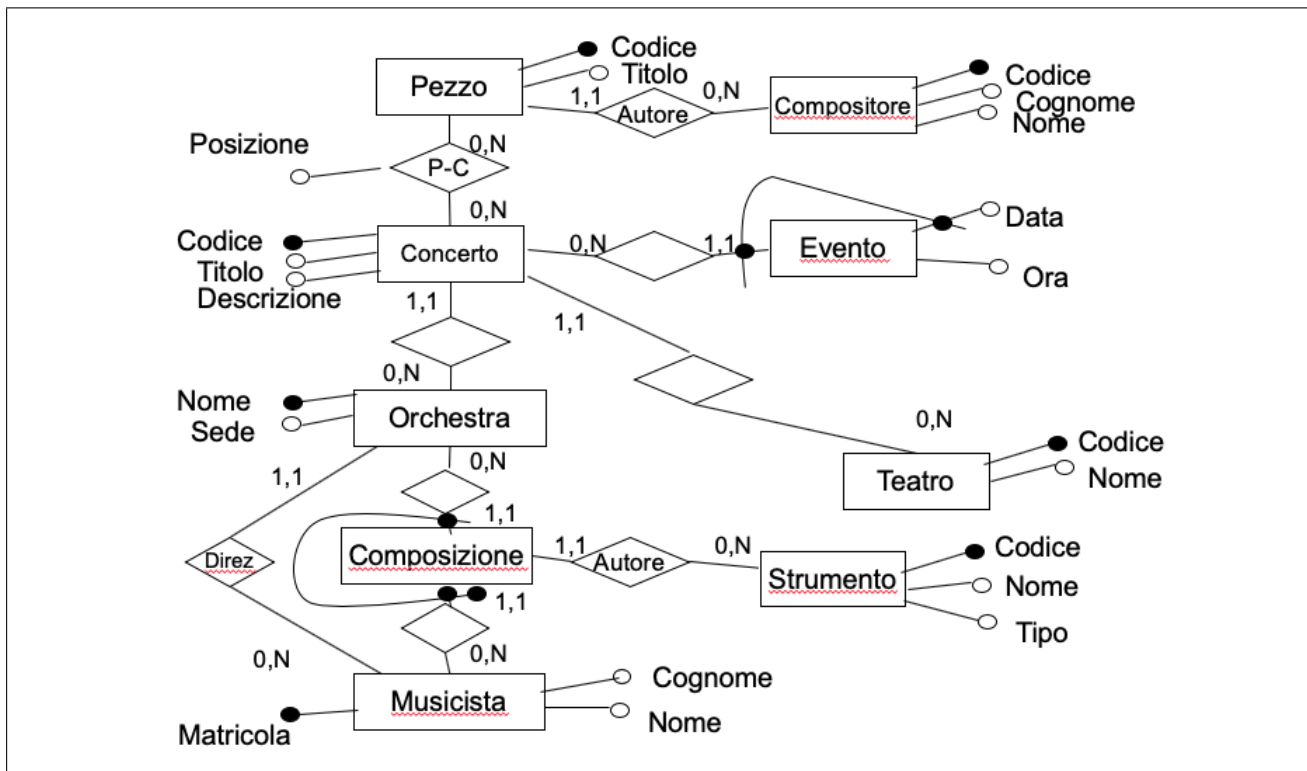 Codice
Titolo
Pezzo
1,1
0,N
Autore
Compositore
Codice
Cognome
Nome
Posizione
0,N
P-C
0,N
Codice
Titolo
Descrizione
Concerto
0,N
1,1
Evento
Data
Ora
1,1
1,1
0,N
Nome
Sede
Orchestra
0,N
Teatro
Codice
Nome
1,1
0,N
1,1
Direz
Composizione
1,1
Autore
0,N
Strumento
Codice
Nome
Tipo
1,1
0,N
0,N
Matricola
Musicista
Cognome
Nome